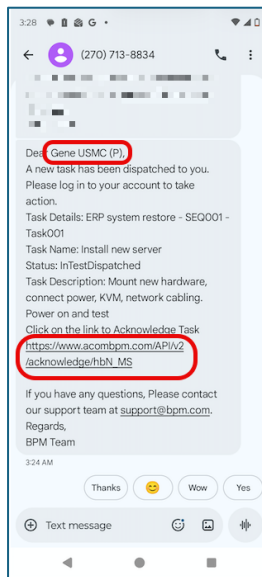 3:28
(270) 713-8834
Dear Gene USMC (P),
A new task has been dispatched to you.
Please log in to your account to take
action.
Task Details: ERP system restore - SEQ001 -
Task001
Task Name: Install new server
Status: InTestDispatched
Task Description: Mount new hardware,
connect power, KVM, network cabling.
Power on and test
Click on the link to Acknowledge Task
https://www.acombpm.com/API/v2
/acknowledge/hbN_MS
If you have any questions, Please contact
our support team at support@bpm.com.
Regards,
BPM Team
3:24 AM
Thanks
Wow
Yes
Text message